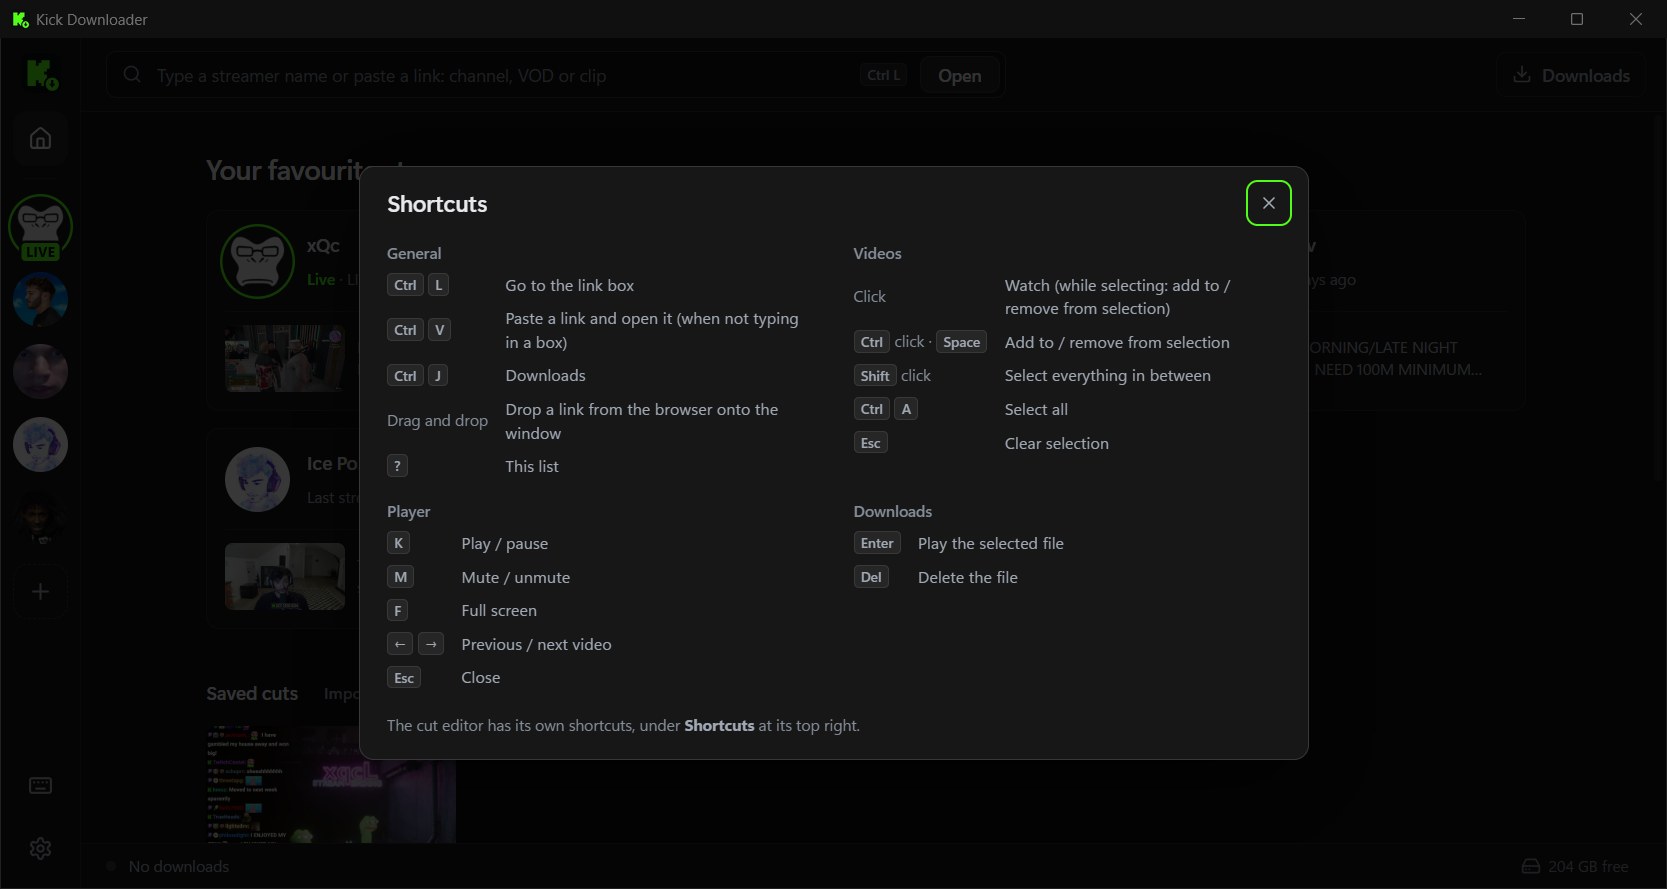 Kick Downloader
Type a streamer name or paste a link: channel, VOD or clip
Ctrl L
Open
Downloads
Your favourit
LIVE
xQc
Live
ys ago
ORNING/LATE NIGHT
NEED 100M MINIMUM...
Ice Po
Last str
Saved cuts
Impo
Shortcuts
General
Ctrl L Go to the link box
Ctrl V Paste a link and open it (when not typing
in a box)
Ctrl J Downloads
Drag and drop Drop a link from the browser onto the
window
? This list
Videos
Click Watch (while selecting: add to /
remove from selection)
Ctrl click · Space Add to / remove from selection
Shift click Select everything in between
Ctrl A Select all
Esc Clear selection
Player
K Play / pause
M Mute / unmute
F Full screen
← → Previous / next video
Esc Close
Downloads
Enter Play the selected file
Del Delete the file
The cut editor has its own shortcuts, under Shortcuts at its top right.
No downloads
204 GB free